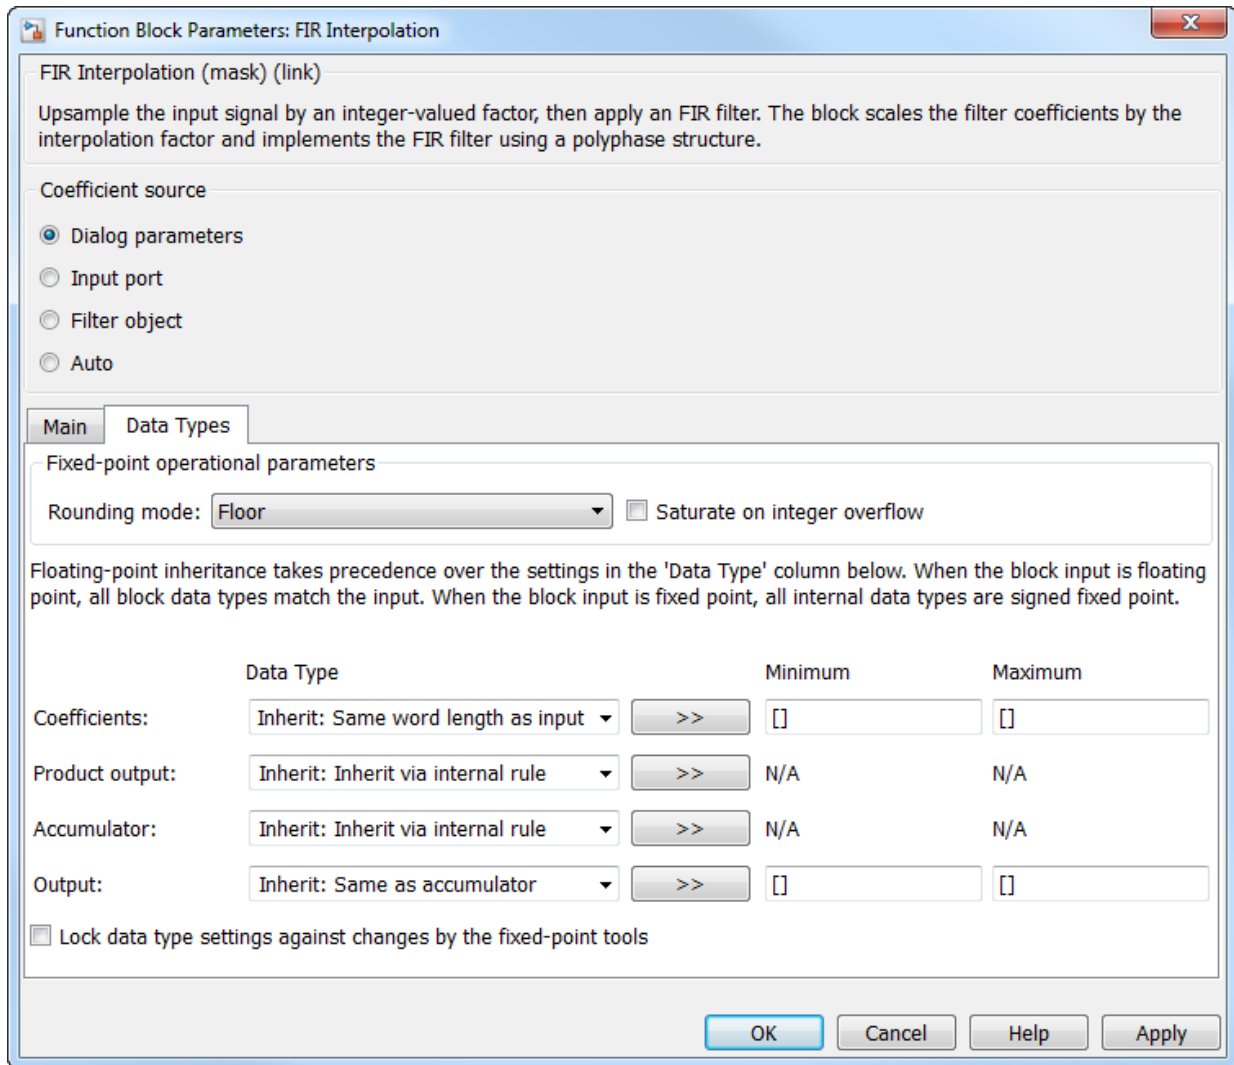 Function Block Parameters: FIR Interpolation
X
FIR Interpolation (mask) (link)
Upsample the input signal by an integer-valued factor, then apply an FIR filter. The block scales the filter coefficients by the
interpolation factor and implements the FIR filter using a polyphase structure.
Coefficient source
Dialog parameters
Input port
Filter object
Auto
Main Data Types
Fixed-point operational parameters
Rounding mode: Floor Saturate on integer overflow
Floating-point inheritance takes precedence over the settings in the 'Data Type' column below. When the block input is floating
point, all block data types match the input. When the block input is fixed point, all internal data types are signed fixed point.
Data Type Minimum Maximum
Coefficients: Inherit: Same word length as input >> [] []
Product output: Inherit: Inherit via internal rule >> N/A N/A
Accumulator: Inherit: Inherit via internal rule >> N/A N/A
Output: Inherit: Same as accumulator >> [] []
Lock data type settings against changes by the fixed-point tools
OK Cancel Help Apply